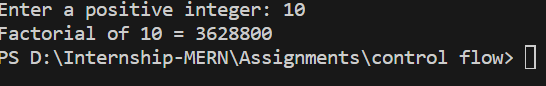 Enter a positive integer: 10
Factorial of 10 = 3628800
PS D:\Internship-MERN\Assignments\control flow>